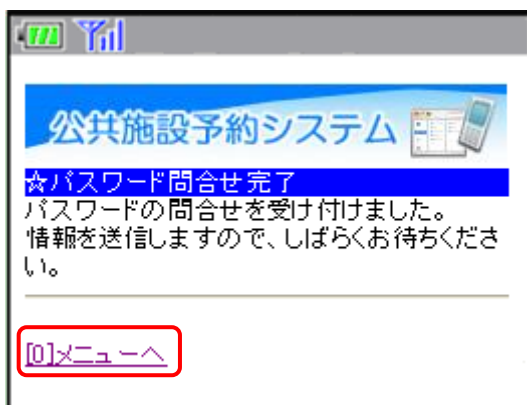 公共施設予約システム
☆パスワード問合せ完了
パスワードの問合せを受け付けました。
情報を送信しますので、しばらくお待ちくださ
い。
[0]メニューへ